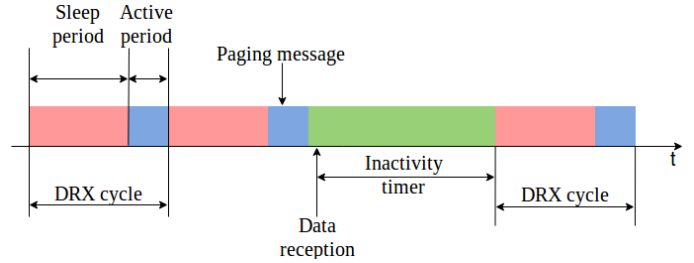 Sleep
period
Active
period
Paging message
t
DRX cycle
Inactivity
timer
DRX cycle
Data
reception